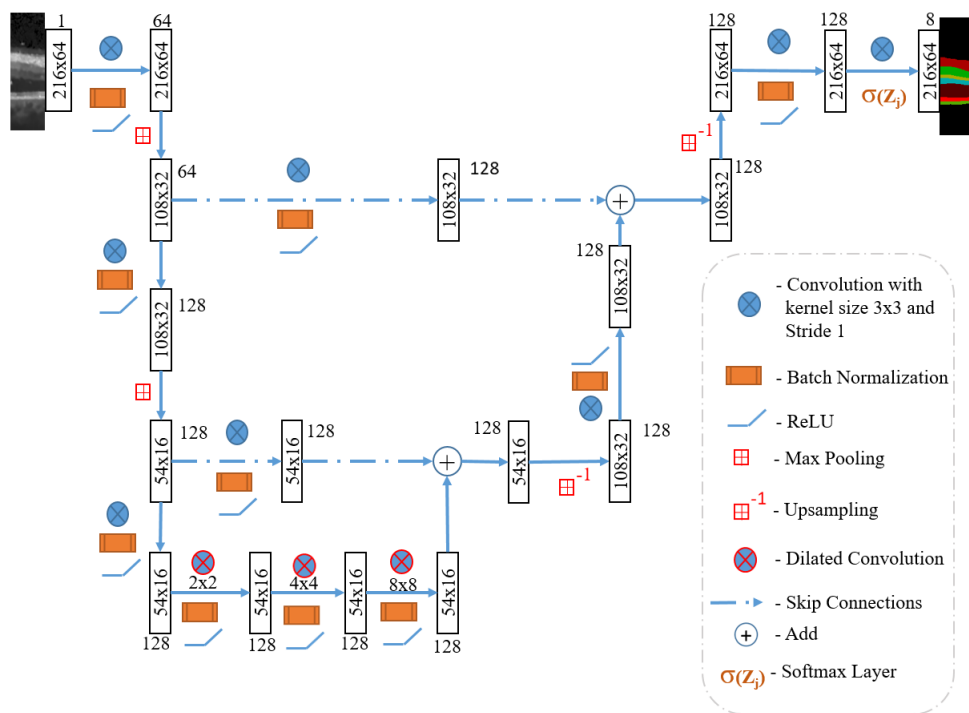 1
64
128
8
216x64
216x64
216x64
216x64
216x64
σ(Zj)
-1
64
128
128
108x32
108x32
+
108x32
128
108x32
128
108x32
128
128
128
128
54x16
54x16
+
54x16
-1
108x32
2x2
4x4
8x8
54x16
54x16
54x16
54x16
128
128
128
128
- Convolution with
kernel size 3x3 and
Stride 1
- Batch Normalization
- ReLU
- Max Pooling
-1
- Upsampling
- Dilated Convolution
- Skip Connections
+
- Add
σ(Zj)
- Softmax Layer